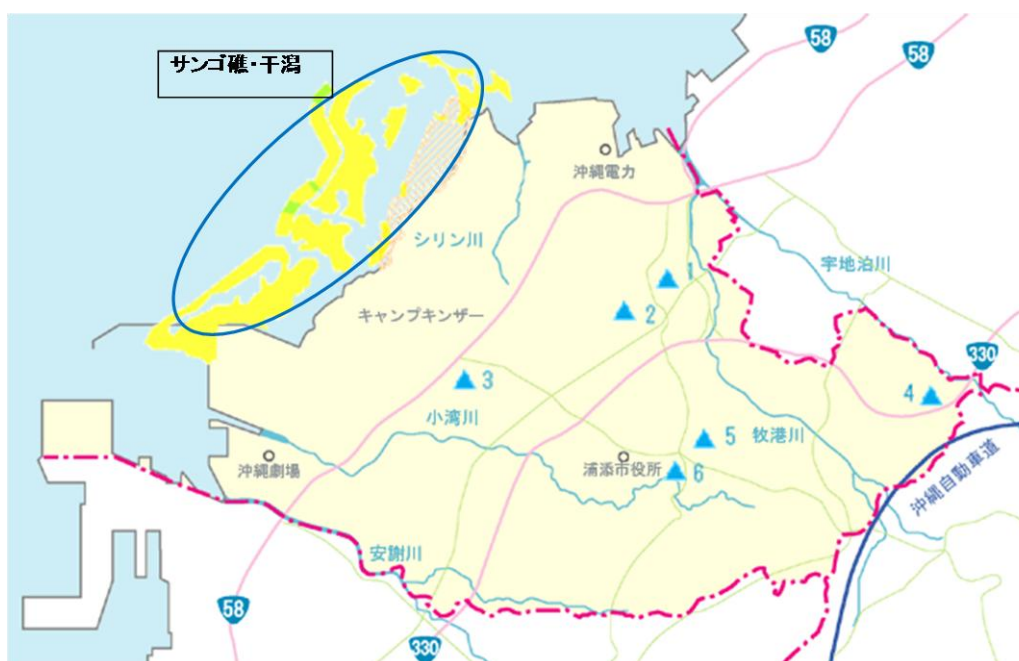 サンゴ礁・干潟
58
58
沖縄電力
シリン川
宇地泊川
1
キャンプキンザー
2
330
3
4
小湾川
5
牧港川
沖縄劇場
浦添市役所
6
沖縄自動車道
安謝川
58
330